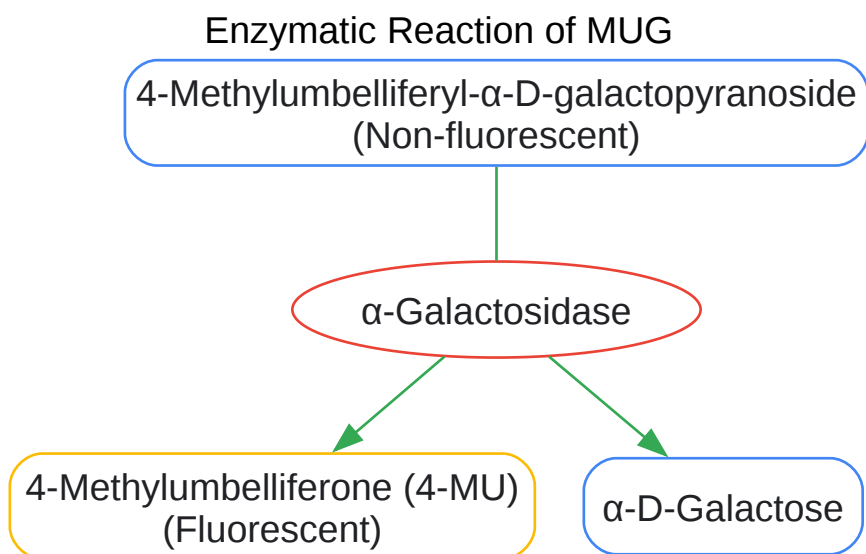 Enzymatic Reaction of MUG
4-Methylumbelliferyl-α-D-galactopyranoside
(Non-fluorescent)
α-Galactosidase
4-Methylumbelliferone (4-MU)
(Fluorescent)
α-D-Galactose